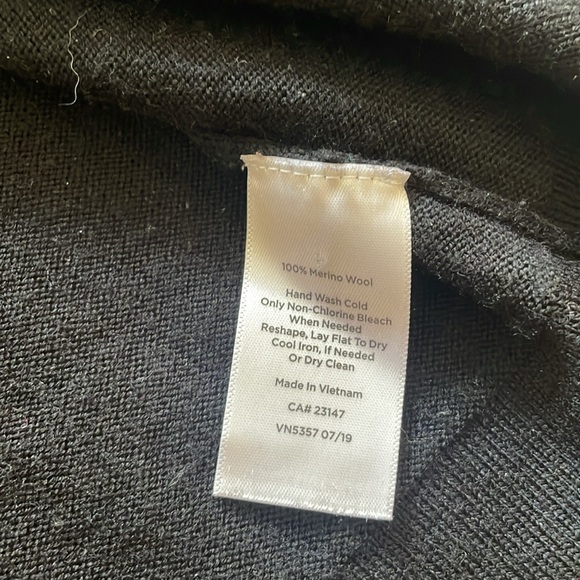 100% Merino Wool
Hand Wash Cold
Only Non-Chlorine Bleach
When Needed
Reshape, Lay Flat To Dry
Cool Iron, If Needed
Or Dry Clean
Made In Vietnam
CA# 23147
VN5357 07/19